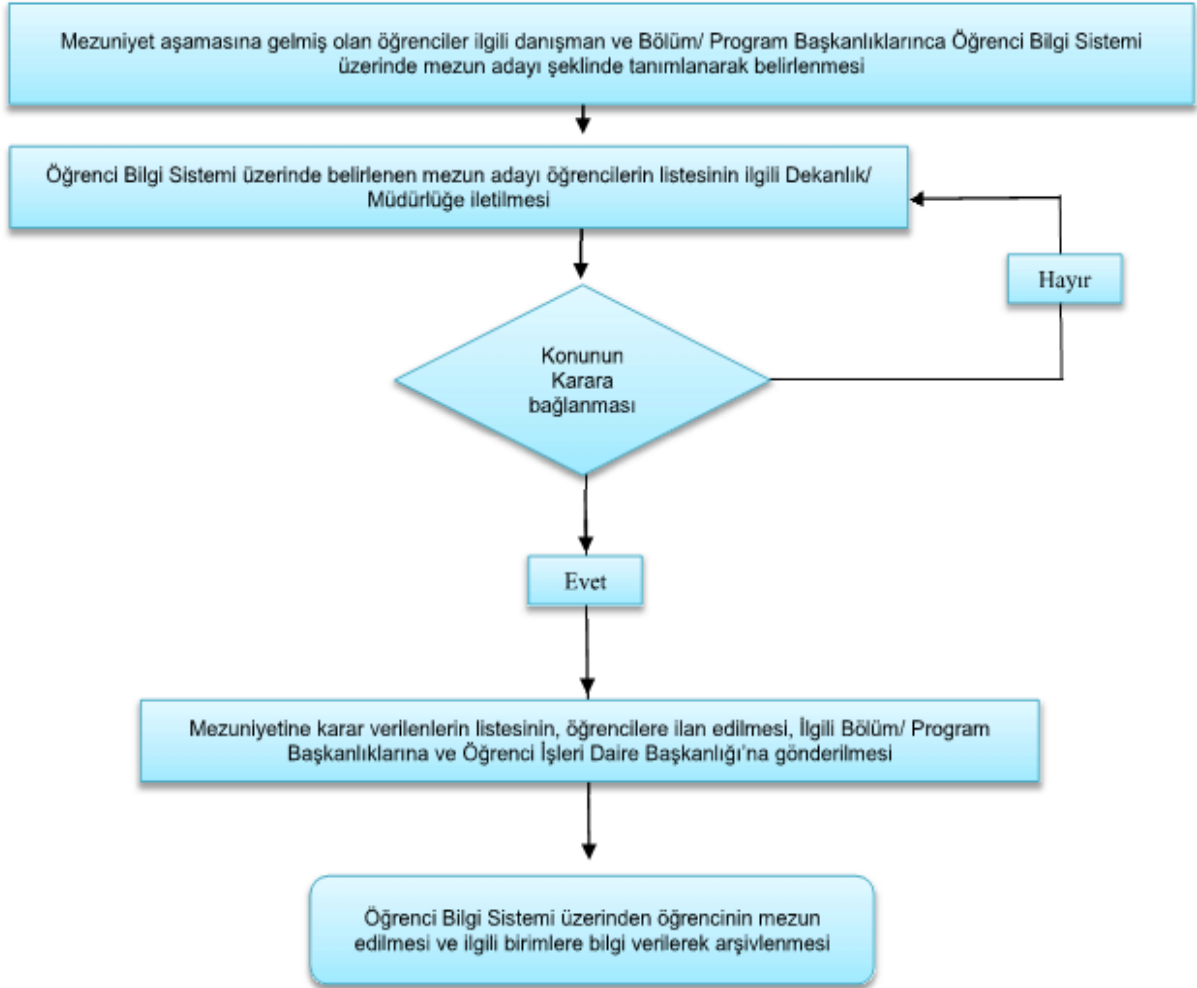 Mezuniyet aşamasına gelmiş olan öğrenciler ilgili danışman ve Bölüm/ Program Başkanlıklarınca Öğrenci Bilgi Sistemi
üzerinde mezun adayı şeklinde tanımlanarak belirlenmesi
Öğrenci Bilgi Sistemi üzerinde belirlenen mezun adayı öğrencilerin listesinin ilgili Dekanlık/
Müdürlüğe iletilmesi
Hayır
Konunun
Karara
bağlanması
Evet
Mezuniyetine karar verilenlerin listesinin, öğrencilere ilan edilmesi, İlgili Bölüm/ Program
Başkanlıklarına ve Öğrenci İşleri Daire Başkanlığı'na gönderilmesi
Öğrenci Bilgi Sistemi üzerinden öğrencinin mezun
edilmesi ve ilgili birimlere bilgi verilerek arşivlenmesi